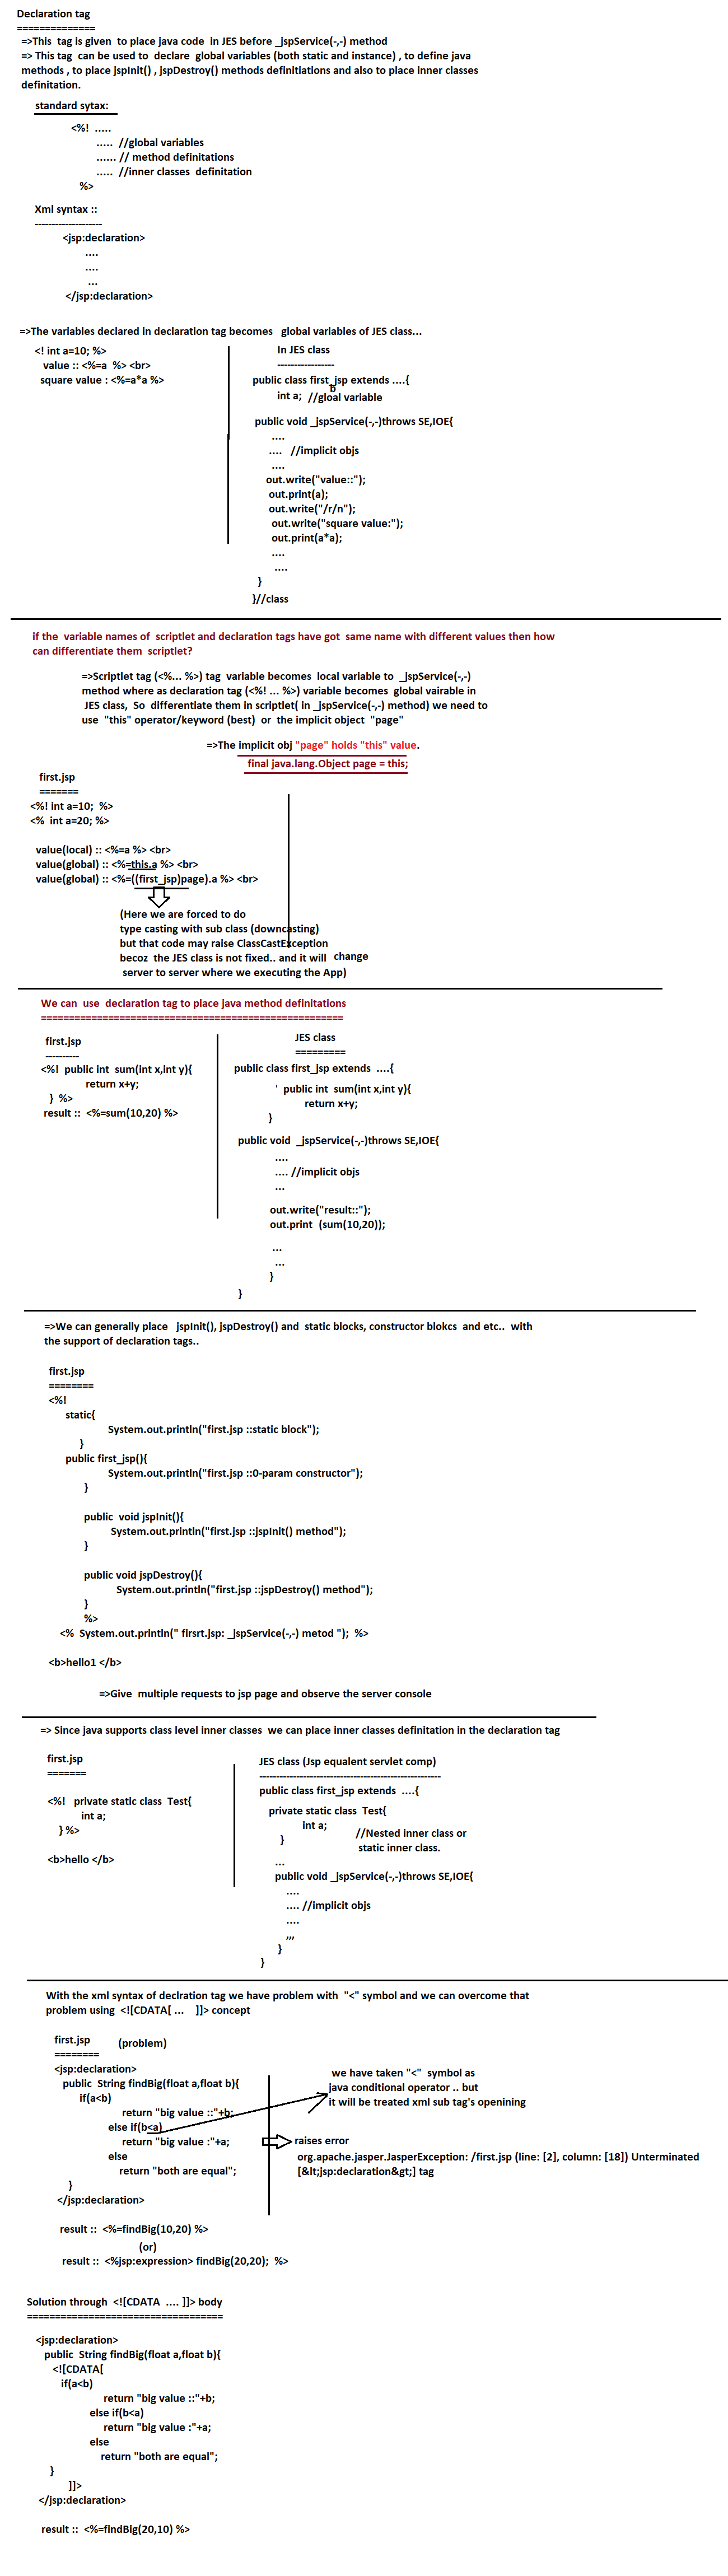 Declaration tag
==============
=>This tag is given to place java code in JES before _jspService(-,-) method
=> This tag can be used to declare global variables (both static and instance) , to define java
methods , to place jspInit() , jspDestroy() methods definitiations and also to place inner classes
definitation.
standard sytax:
<%! .....
..... //global variables
...... // method definitations
..... //inner classes definitation
%>
Xml syntax ::
-------------------
<jsp:declaration>
....
....
...
</jsp:declaration>
=>The variables declared in declaration tag becomes global variables of JES class...
<! int a=10; %>
value :: <%=a %> <br>
square value : <%=a*a %>
In JES class
-----------------
public class first_jsp extends ....{
b
int a; //gloal variable
public void _jspService(-,-)throws SE,IOE{
....
.... //implicit objs
....
out.write("value::");
out.print(a);
out.write("/r/n");
out.write("square value:");
out.print(a*a);
....
....
}
}//class
if the variable names of scriptlet and declaration tags have got same name with different values then how
can differentiate them scriptlet?
=>Scriptlet tag (<%... %>) tag variable becomes local variable to _jspService(-,-)
method where as declaration tag (<%! ... %>) variable becomes global vairable in
JES class, So differentiate them in scriptlet( in _jspService(-,-) method) we need to
use "this" operator/keyword (best) or the implicit object "page"
=>The implicit obj "page" holds "this" value.
final java.lang.Object page = this;
first.jsp
=======
<%! int a=10; %>
<% int a=20; %>
value(local) :: <%=a %> <br>
value(global) :: <%=this.a %> <br>
value(global) :: <%=((first_jsp)page).a %> <br>
(Here we are forced to do
type casting with sub class (downcasting)
but that code may raise ClassCastException
becoz the JES class is not fixed.. and it will change
server to server where we executing the App)
We can use declaration tag to place java method definitations
======================================================
first.jsp
----------
<%! public int sum(int x,int y){
return x+y;
} %>
result :: <%=sum(10,20) %>
JES class
=========
public class first_jsp extends ....{
' public int sum(int x,int y){
return x+y;
}
public void _jspService(-,-)throws SE,IOE{
....
.... //implicit objs
...
out.write("result::");
out.print (sum(10,20));
...
...
}
}
=>We can generally place jspInit(), jspDestroy() and static blocks, constructor blokcs and etc.. with
the support of declaration tags..
first.jsp
========
<%!
static{
System.out.println("first.jsp ::static block");
}
public first_jsp(){
System.out.println("first.jsp ::0-param constructor");
}
public void jspInit(){
System.out.println("first.jsp ::jspInit() method");
}
public void jspDestroy(){
System.out.println("first.jsp ::jspDestroy() method");
}
%>
<% System.out.println(" firsrt.jsp: _jspService(-,-) metod "); %>
<b>hello1 </b>
=>Give multiple requests to jsp page and observe the server console
=> Since java supports class level inner classes we can place inner classes definitation in the declaration tag
first.jsp
=======
<%! private static class Test{
int a;
} %>
<b>hello </b>
JES class (Jsp equalent servlet comp)
------------------------------------------------------
public class first_jsp extends ....{
private static class Test{
int a;
} //Nested inner class or
static inner class.
...
public void _jspService(-,-)throws SE,IOE{
....
.... //implicit objs
....
,,,
}
}
With the xml syntax of declration tag we have problem with "<" symbol and we can overcome that
problem using <![CDATA[ ... ]]> concept
first.jsp (problem)
========
<jsp:declaration>
public String findBig(float a,float b){
if(a<b)
return "big value ::"+b;
else if(b<a)
return "big value :"+a;
else
return "both are equal";
}
</jsp:declaration>
we have taken "<" symbol as
java conditional operator .. but
it will be treated xml sub tag's openining
raises error
org.apache.jasper.JasperException: /first.jsp (line: [2], column: [18]) Unterminated
[&lt;jsp:declaration&gt;] tag
result :: <%=findBig(10,20) %>
(or)
result :: <%jsp:expression> findBig(20,20); %>
Solution through <![CDATA .... ]]> body
===================================
<jsp:declaration>
public String findBig(float a,float b){
<![CDATA[
if(a<b)
return "big value ::"+b;
else if(b<a)
return "big value :"+a;
else
return "both are equal";
}
]]>
</jsp:declaration>
result :: <%=findBig(20,10) %>